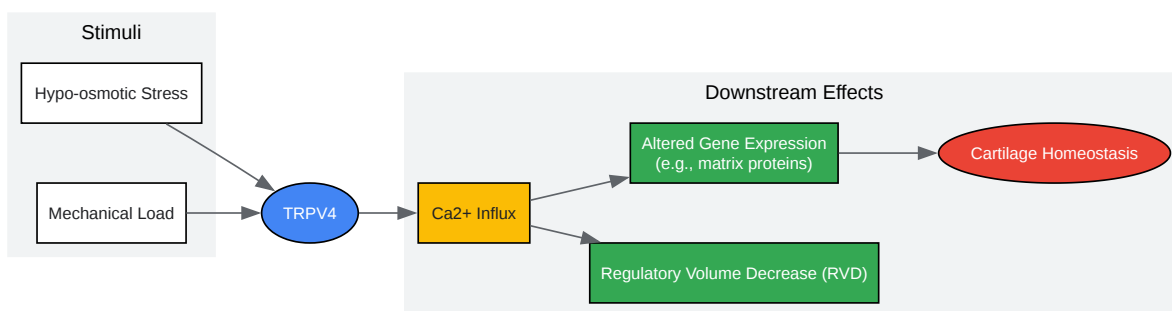 Stimuli
Hypo-osmotic Stress
Mechanical Load
TRPV4
Downstream Effects
Ca2+ Influx
Altered Gene Expression
(e.g., matrix proteins)
Regulatory Volume Decrease (RVD)
Cartilage Homeostasis